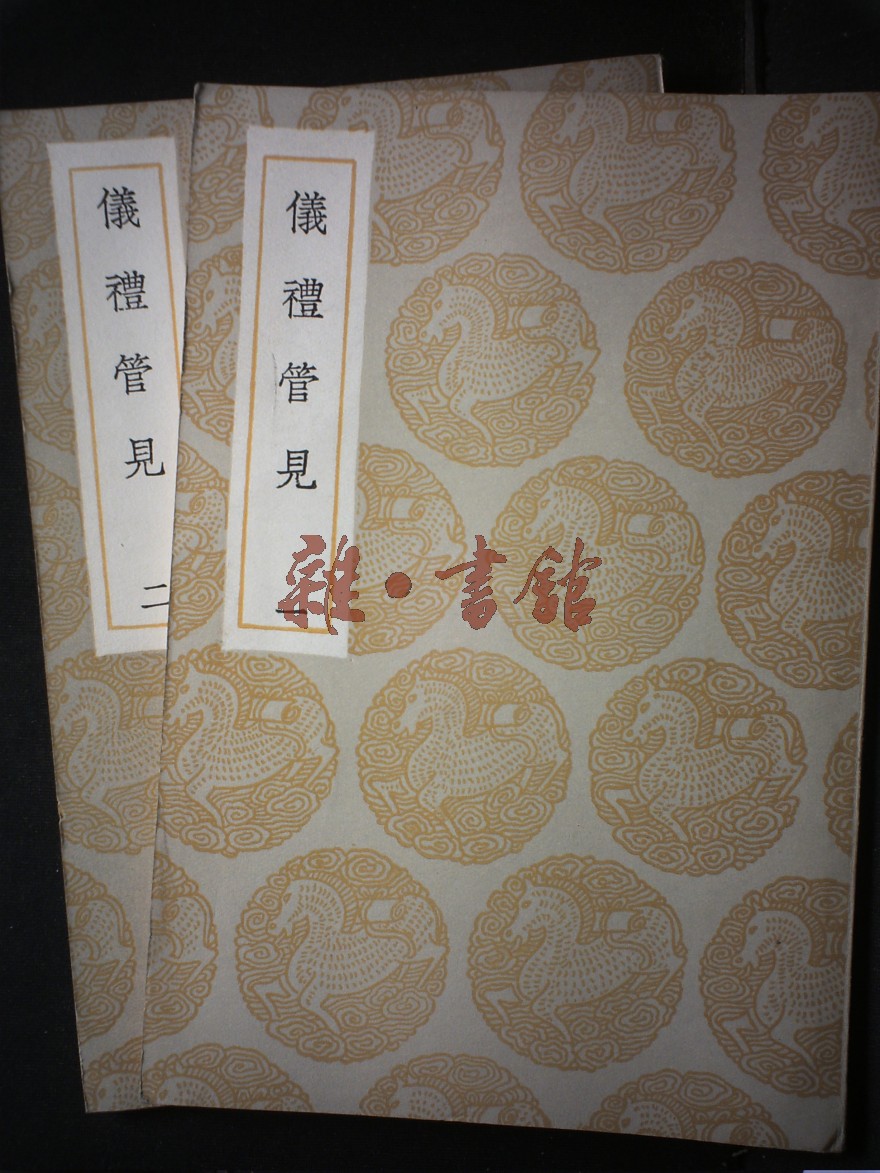 儀禮管見
一
儀禮管見
二
雜·書館